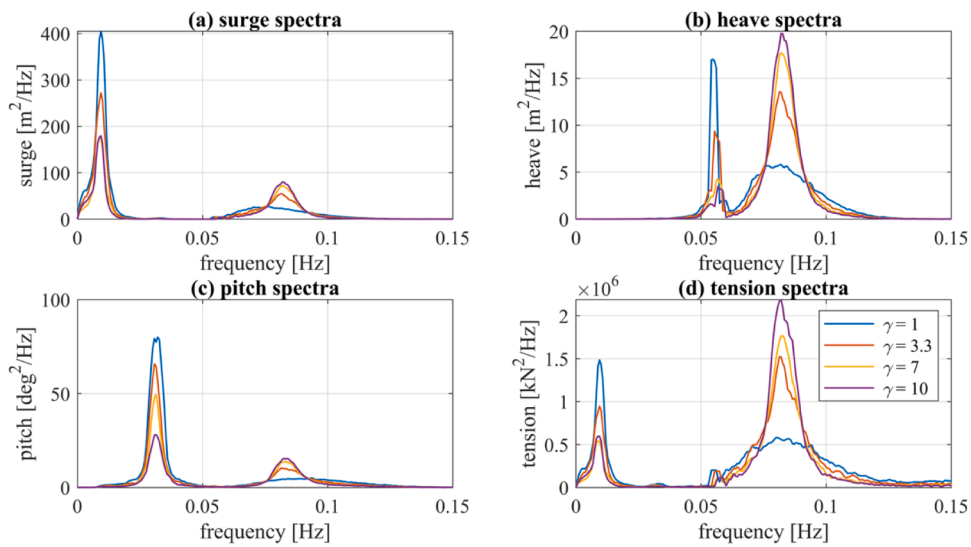 (a) surge spectra
400
300
200
100
0
surge [m²/Hz]
0 0.05 0.1 0.15
frequency [Hz]
(b) heave spectra
20
15
10
5
0
heave [m²/Hz]
0 0.05 0.1 0.15
frequency [Hz]
(c) pitch spectra
100
50
0
pitch [deg²/Hz]
0 0.05 0.1 0.15
frequency [Hz]
×10⁶
(d) tension spectra
2
1.5
1
0.5
0
tension [kN²/Hz]
γ = 1
γ = 3.3
γ = 7
γ = 10
0 0.05 0.1 0.15
frequency [Hz]